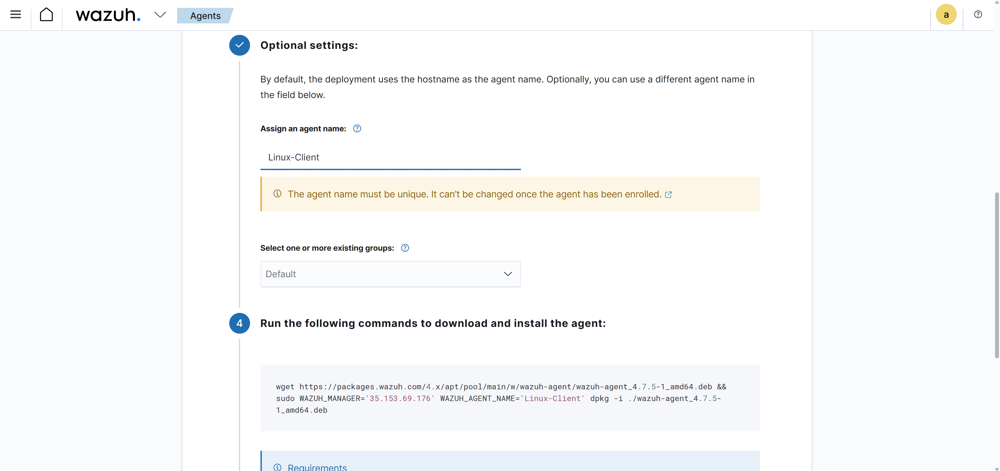 wazuh.
Agents
a
Optional settings:
By default, the deployment uses the hostname as the agent name. Optionally, you can use a different agent name in
the field below.
Assign an agent name:
Linux-Client
The agent name must be unique. It can’t be changed once the agent has been enrolled.
Select one or more existing groups:
Default
4
Run the following commands to download and install the agent:
wget https://packages.wazuh.com/4.x/apt/pool/main/w/wazuh-agent/wazuh-agent_4.7.5-1_amd64.deb &&
sudo WAZUH_MANAGER='35.153.69.176' WAZUH_AGENT_NAME='Linux-Client' dpkg -i ./wazuh-agent_4.7.5-
1_amd64.deb
Requirements